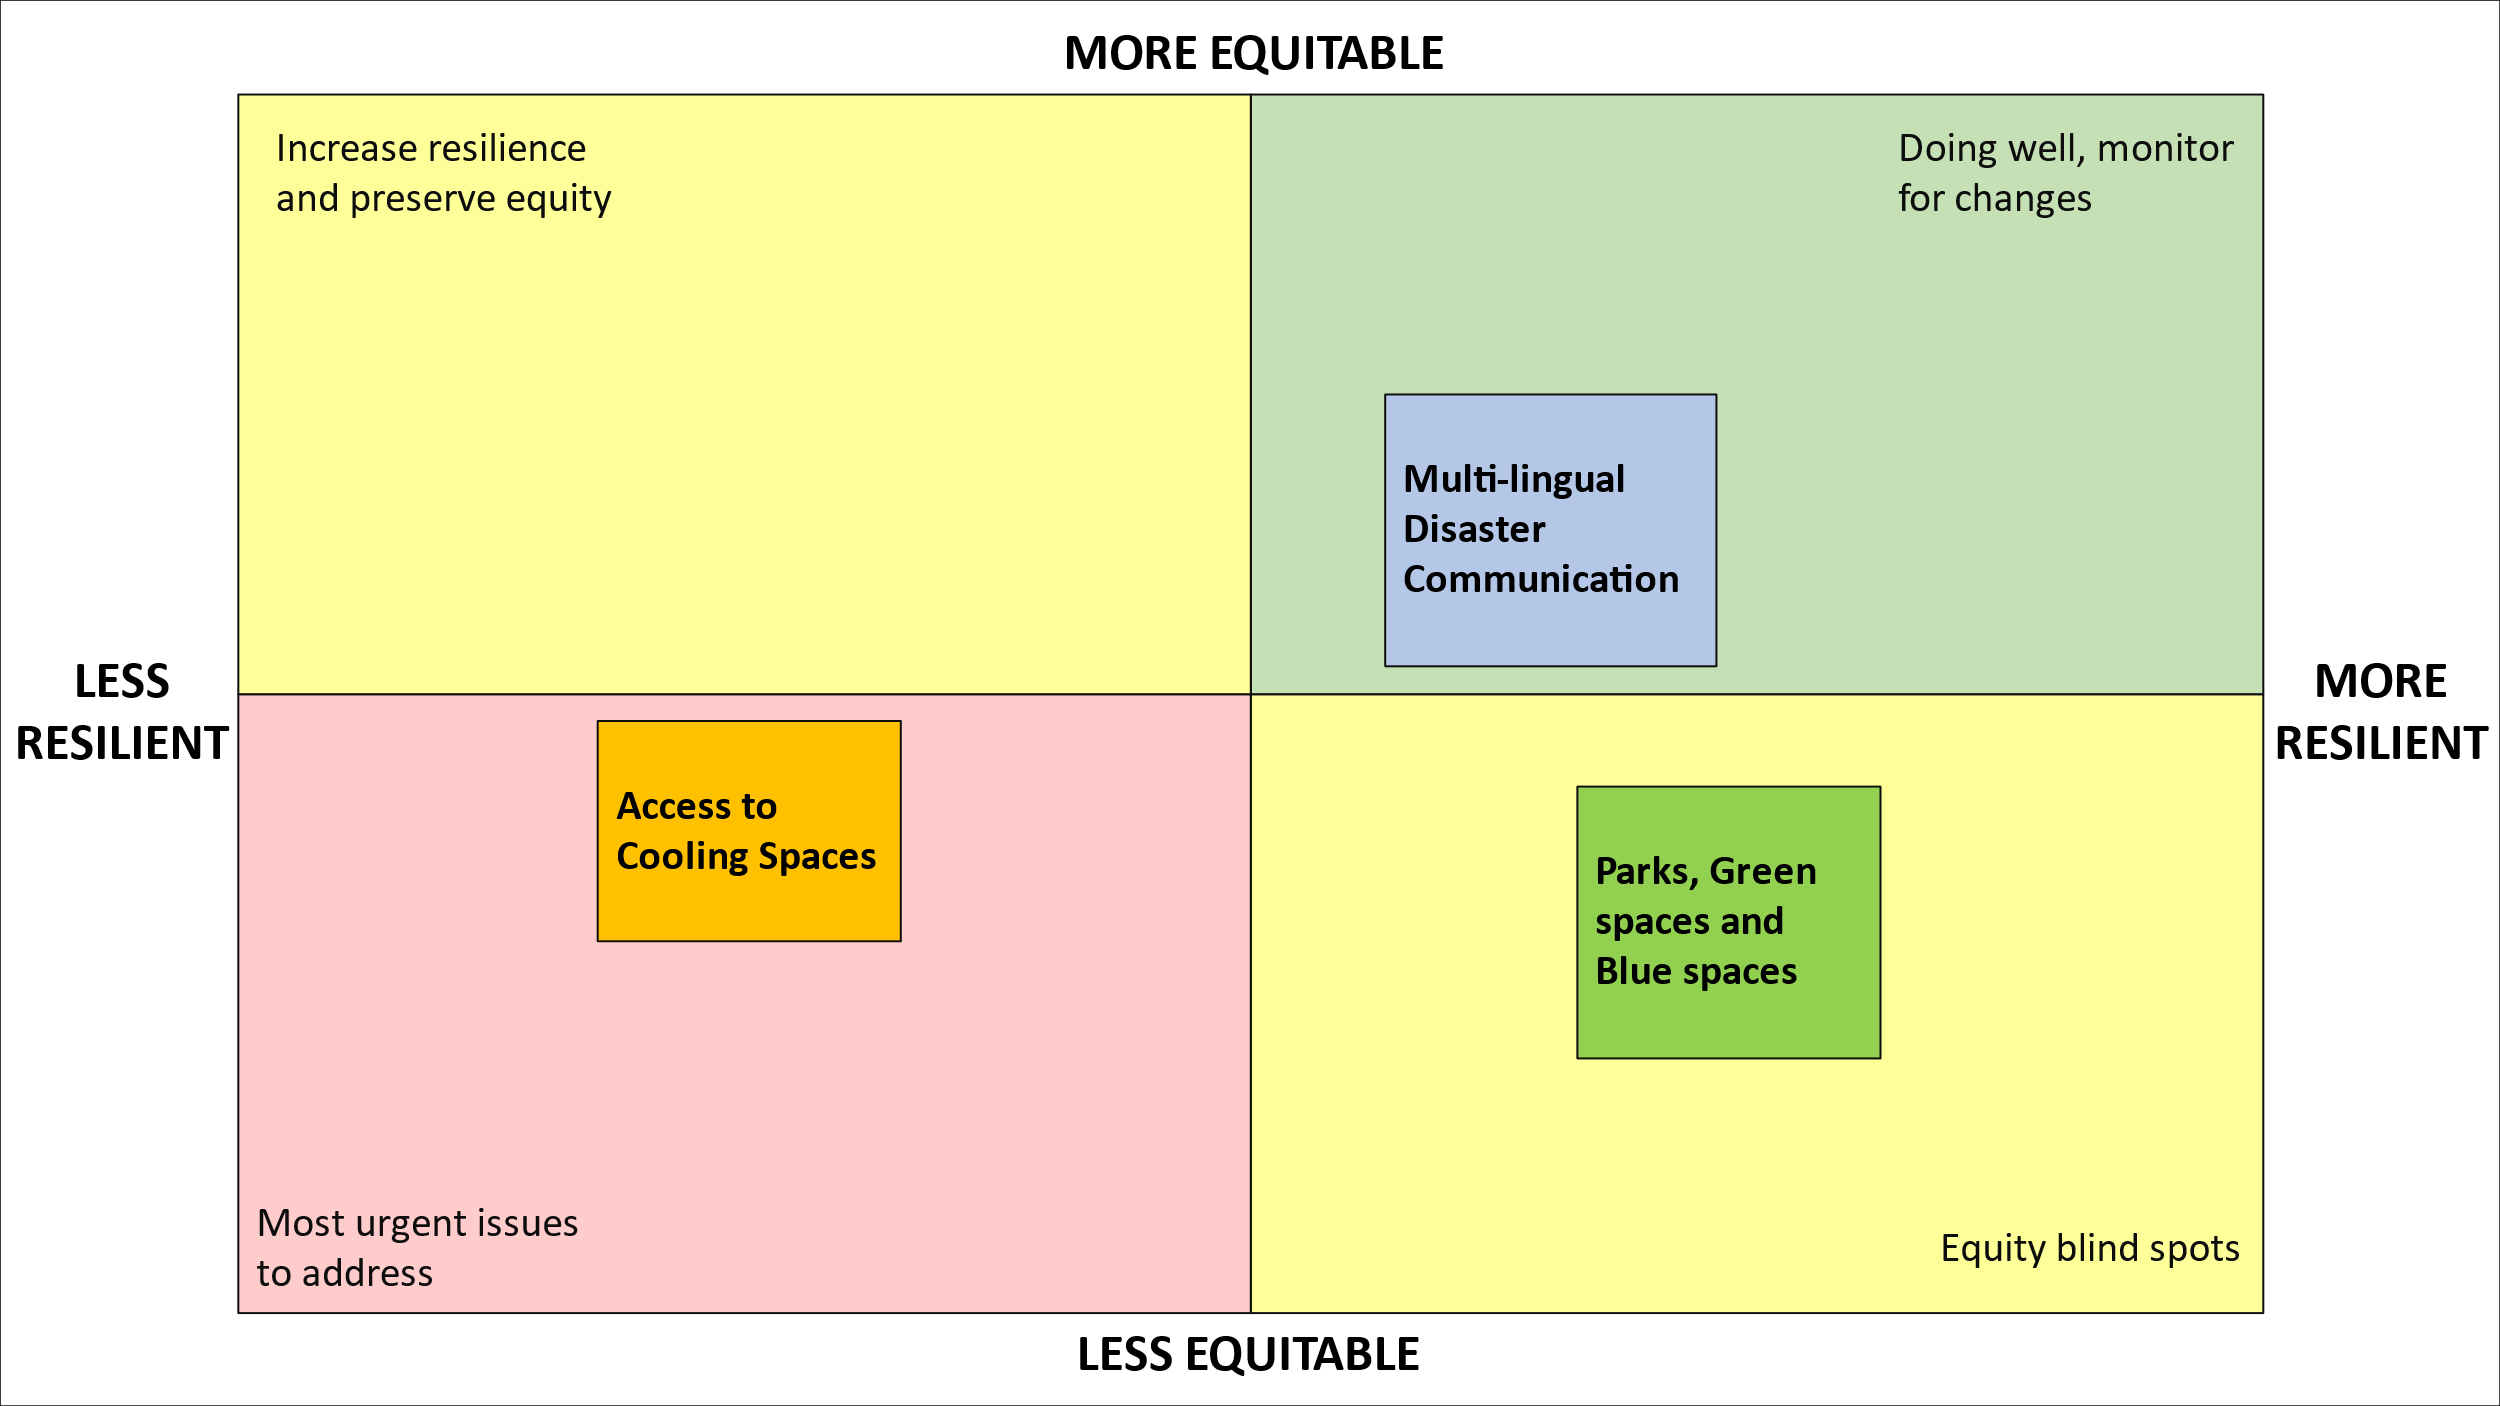 MORE EQUITABLE
Increase resilience
and preserve equity
Doing well, monitor
for changes
Multi-lingual
Disaster
Communication
LESS
RESILIENT
MORE
RESILIENT
Access to
Cooling Spaces
Parks, Green
spaces and
Blue spaces
Most urgent issues
to address
Equity blind spots
LESS EQUITABLE